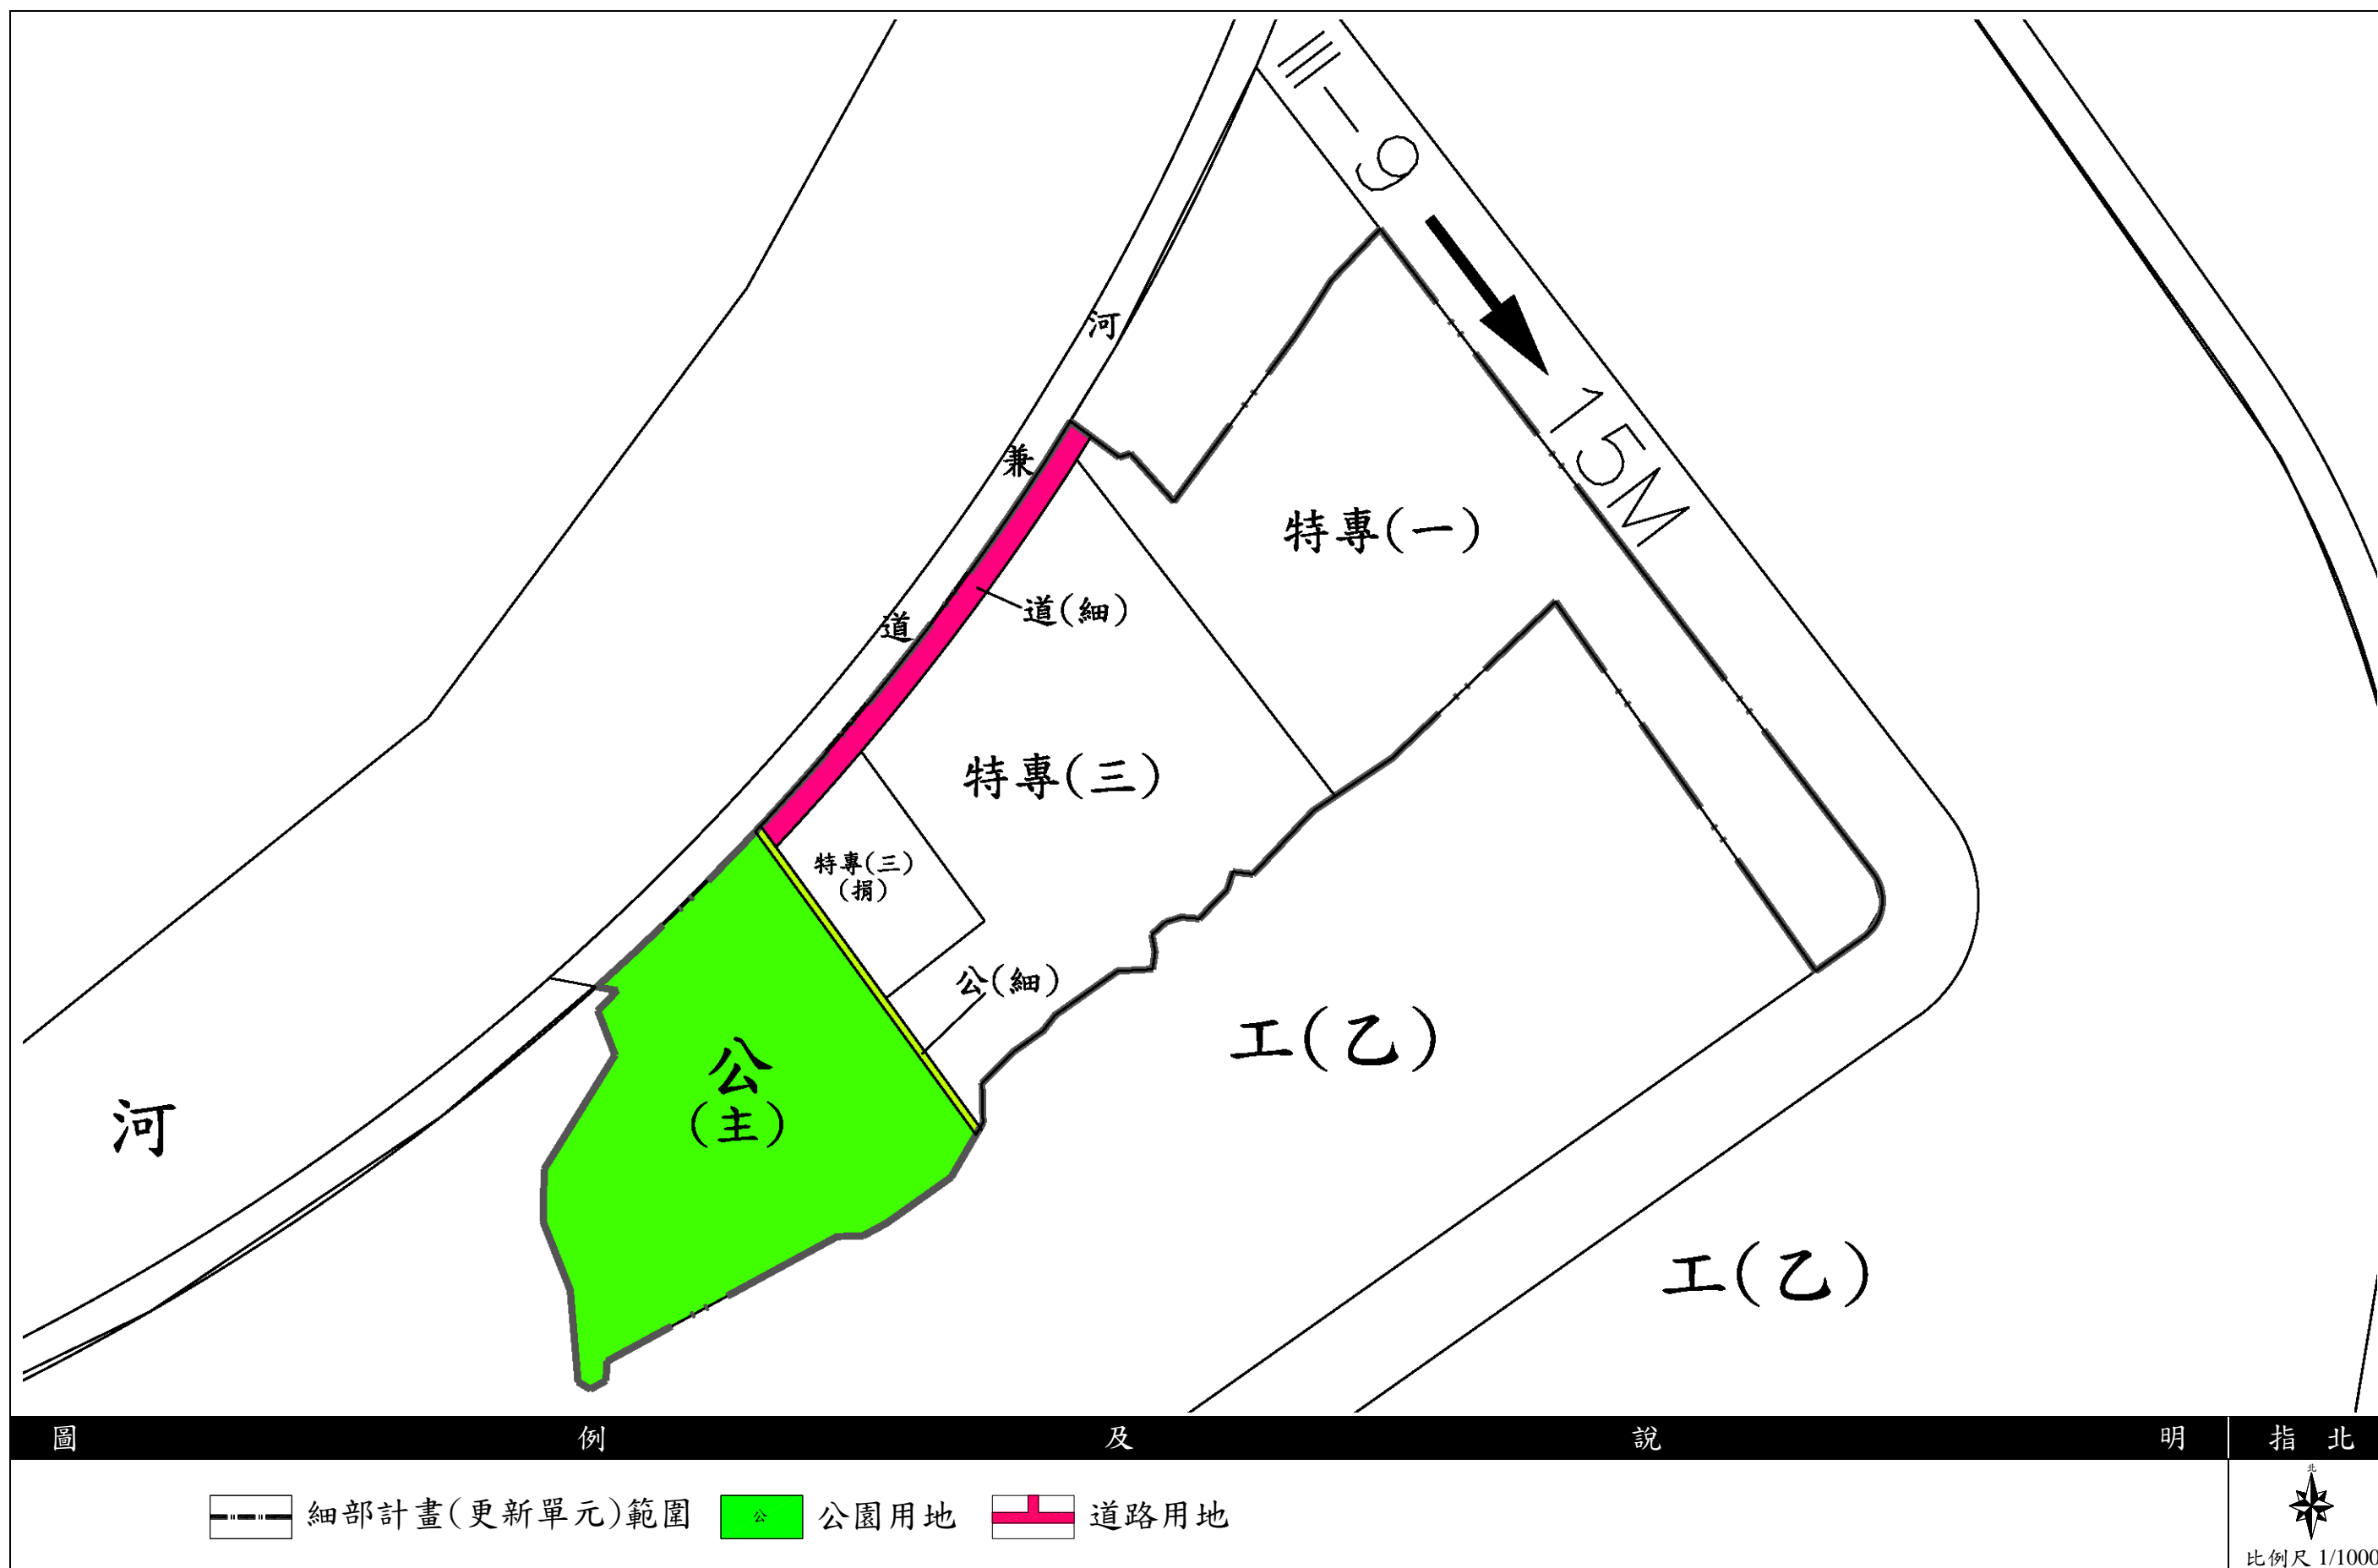 三-9
15M
河
兼
道
特專(一)
道(細)
特專(三)
特專(三)
(捐)
公(細)
公
(主)
河
工(乙)
工(乙)
圖例及說明
指北
細部計畫(更新單元)範圍
公
公園用地
道路用地
北
比例尺 1/1000